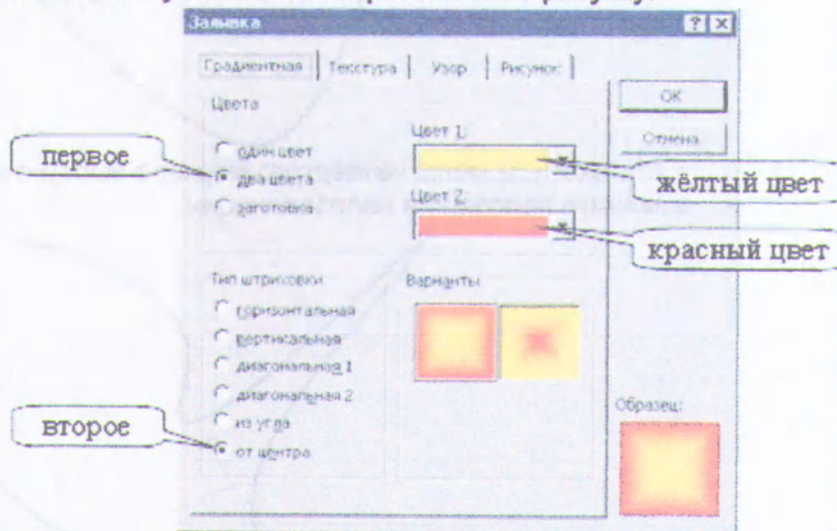 рисунку.
Заливка
Градиентная Текстура Узор Рисунок
Цвета
один цвет
два цвета
заготовка
Цвет 1:
Цвет 2:
OK
Отмена
первое
жёлтый цвет
красный цвет
Тип штриховки
горизонтальная
вертикальная
диагональная 1
диагональная 2
из угла
от центра
Варианты
второе
Образец: